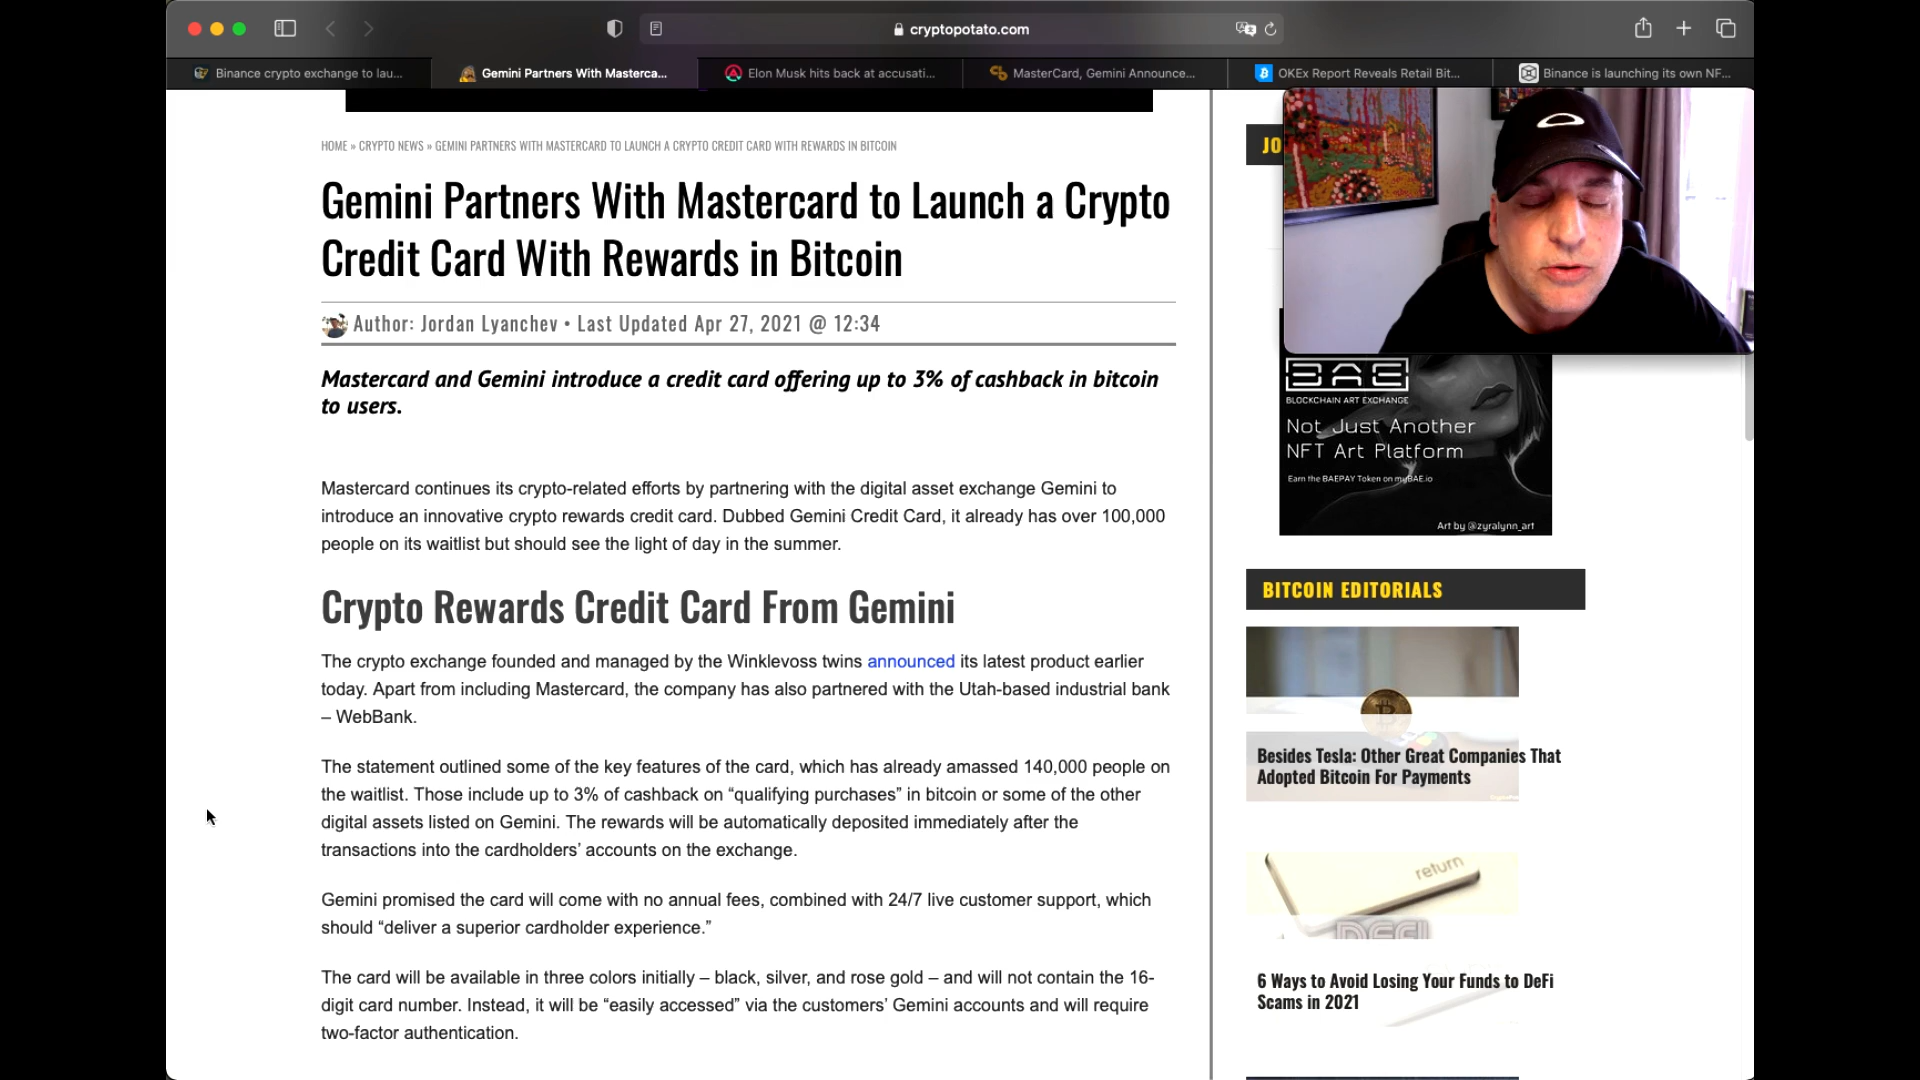 cryptopotato.com
Binance crypto exchange to lau...
Gemini Partners With Masterca...
Elon Musk hits back at accusati...
MasterCard, Gemini Announce...
OKEx Report Reveals Retail Bit...
Binance is launching its own NF...
HOME » CRYPTO NEWS » GEMINI PARTNERS WITH MASTERCARD TO LAUNCH A CRYPTO CREDIT CARD WITH REWARDS IN BITCOIN
Gemini Partners With Mastercard to Launch a Crypto
Credit Card With Rewards in Bitcoin
Author: Jordan Lyanchev • Last Updated Apr 27, 2021 @ 12:34
Mastercard and Gemini introduce a credit card offering up to 3% of cashback in bitcoin
to users.
Mastercard continues its crypto-related efforts by partnering with the digital asset exchange Gemini to
introduce an innovative crypto rewards credit card. Dubbed Gemini Credit Card, it already has over 100,000
people on its waitlist but should see the light of day in the summer.
Crypto Rewards Credit Card From Gemini
The crypto exchange founded and managed by the Winklevoss twins announced its latest product earlier
today. Apart from including Mastercard, the company has also partnered with the Utah-based industrial bank
– WebBank.
The statement outlined some of the key features of the card, which has already amassed 140,000 people on
the waitlist. Those include up to 3% of cashback on “qualifying purchases” in bitcoin or some of the other
digital assets listed on Gemini. The rewards will be automatically deposited immediately after the
transactions into the cardholders’ accounts on the exchange.
Gemini promised the card will come with no annual fees, combined with 24/7 live customer support, which
should “deliver a superior cardholder experience.”
The card will be available in three colors initially – black, silver, and rose gold – and will not contain the 16-
digit card number. Instead, it will be “easily accessed” via the customers’ Gemini accounts and will require
two-factor authentication.
JO
BAE
BLOCKCHAIN ART EXCHANGE
Not Just Another
NFT Art Platform
Earn the BAEPAY Token on myBAE.io
Art by @zyralynn_art
BITCOIN EDITORIALS
Besides Tesla: Other Great Companies That
Adopted Bitcoin For Payments
return
DEFI
6 Ways to Avoid Losing Your Funds to DeFi
Scams in 2021